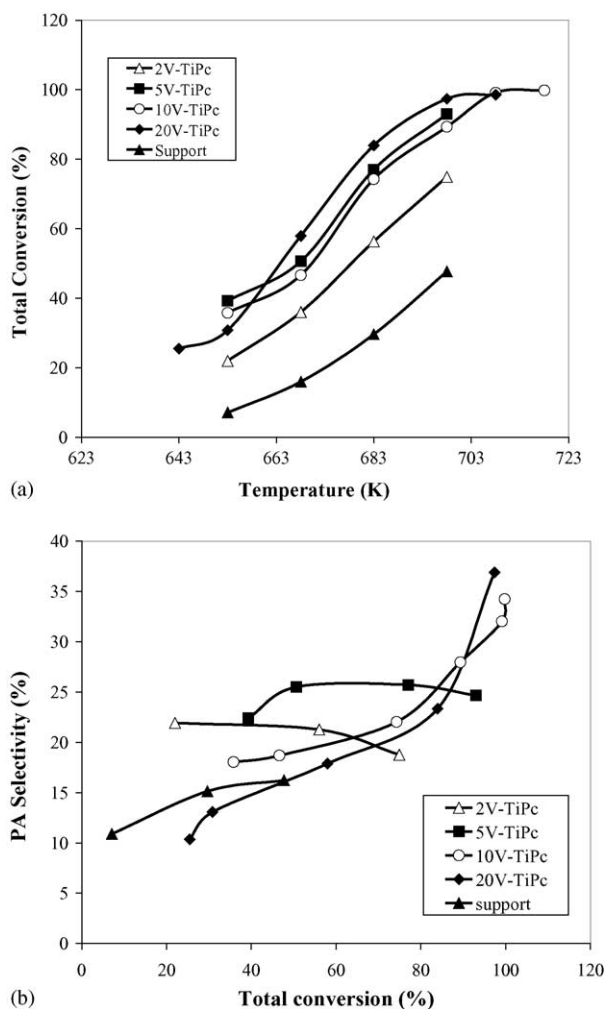 120
100
80
60
40
20
0
Total Conversion (%)
2V-TiPc
5V-TiPc
10V-TiPc
20V-TiPc
Support
623 643 663 683 703 723
Temperature (K)
(a)
40
35
30
25
20
15
10
5
0
PA Selectivity (%)
2V-TiPc
5V-TiPc
10V-TiPc
20V-TiPc
support
0 20 40 60 80 100 120
Total conversion (%)
(b)